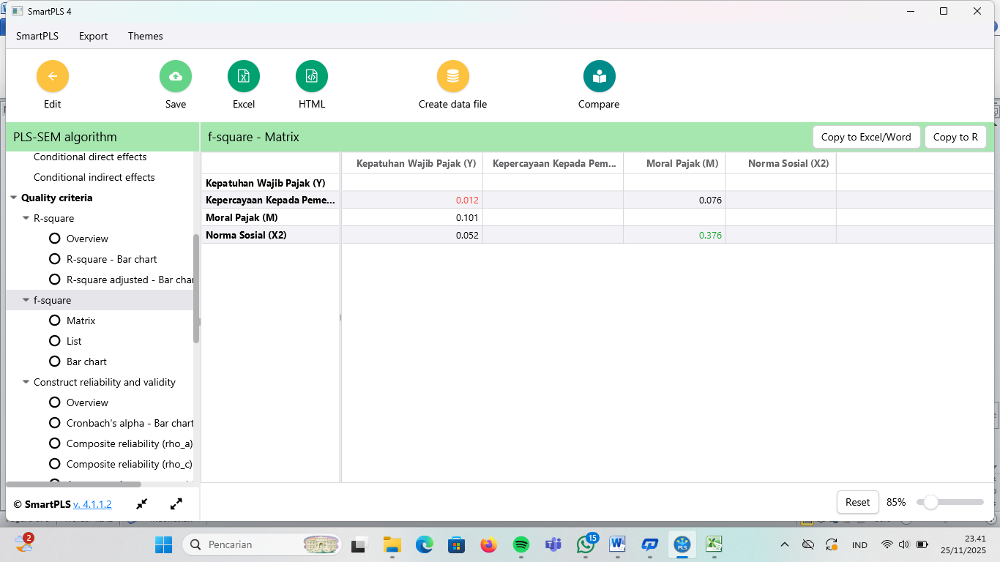 SmartPLS 4
SmartPLS Export Themes
Edit Save Excel HTML Create data file Compare
PLS-SEM algorithm
Conditional direct effects
Conditional indirect effects
Quality criteria
R-square
Overview
R-square - Bar chart
R-square adjusted - Bar char
f-square
Matrix
List
Bar chart
Construct reliability and validity
Overview
Cronbach's alpha - Bar chart
Composite reliability (rho_a)
Composite reliability (rho_c)
© SmartPLS v. 4.1.1.2
f-square - Matrix Copy to Excel/Word Copy to R
Kepatuhan Wajib Pajak (Y) Kepercayaan Kepada Pem... Moral Pajak (M) Norma Sosial (X2)
Kepatuhan Wajib Pajak (Y)
Kepercayaan Kepada Peme... 0.012 0.076
Moral Pajak (M) 0.101
Norma Sosial (X2) 0.052 0.376
Reset 85%
2 Pencarian 15 PLS IND 23.41
25/11/2025